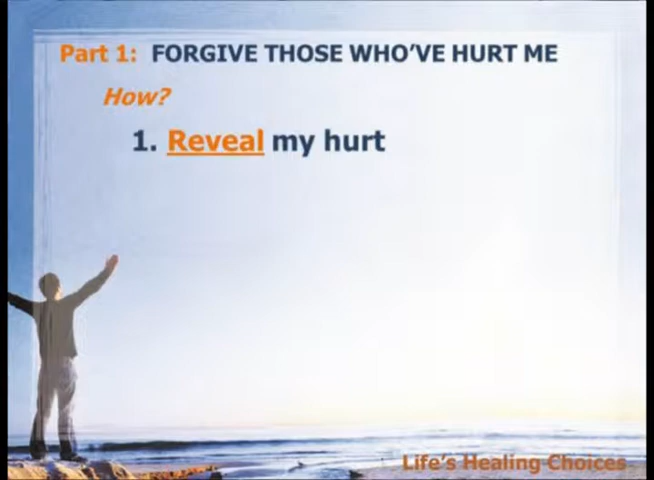 Part 1: FORGIVE THOSE WHO'VE HURT ME
How?
1. Reveal my hurt
Life's Healing Choices